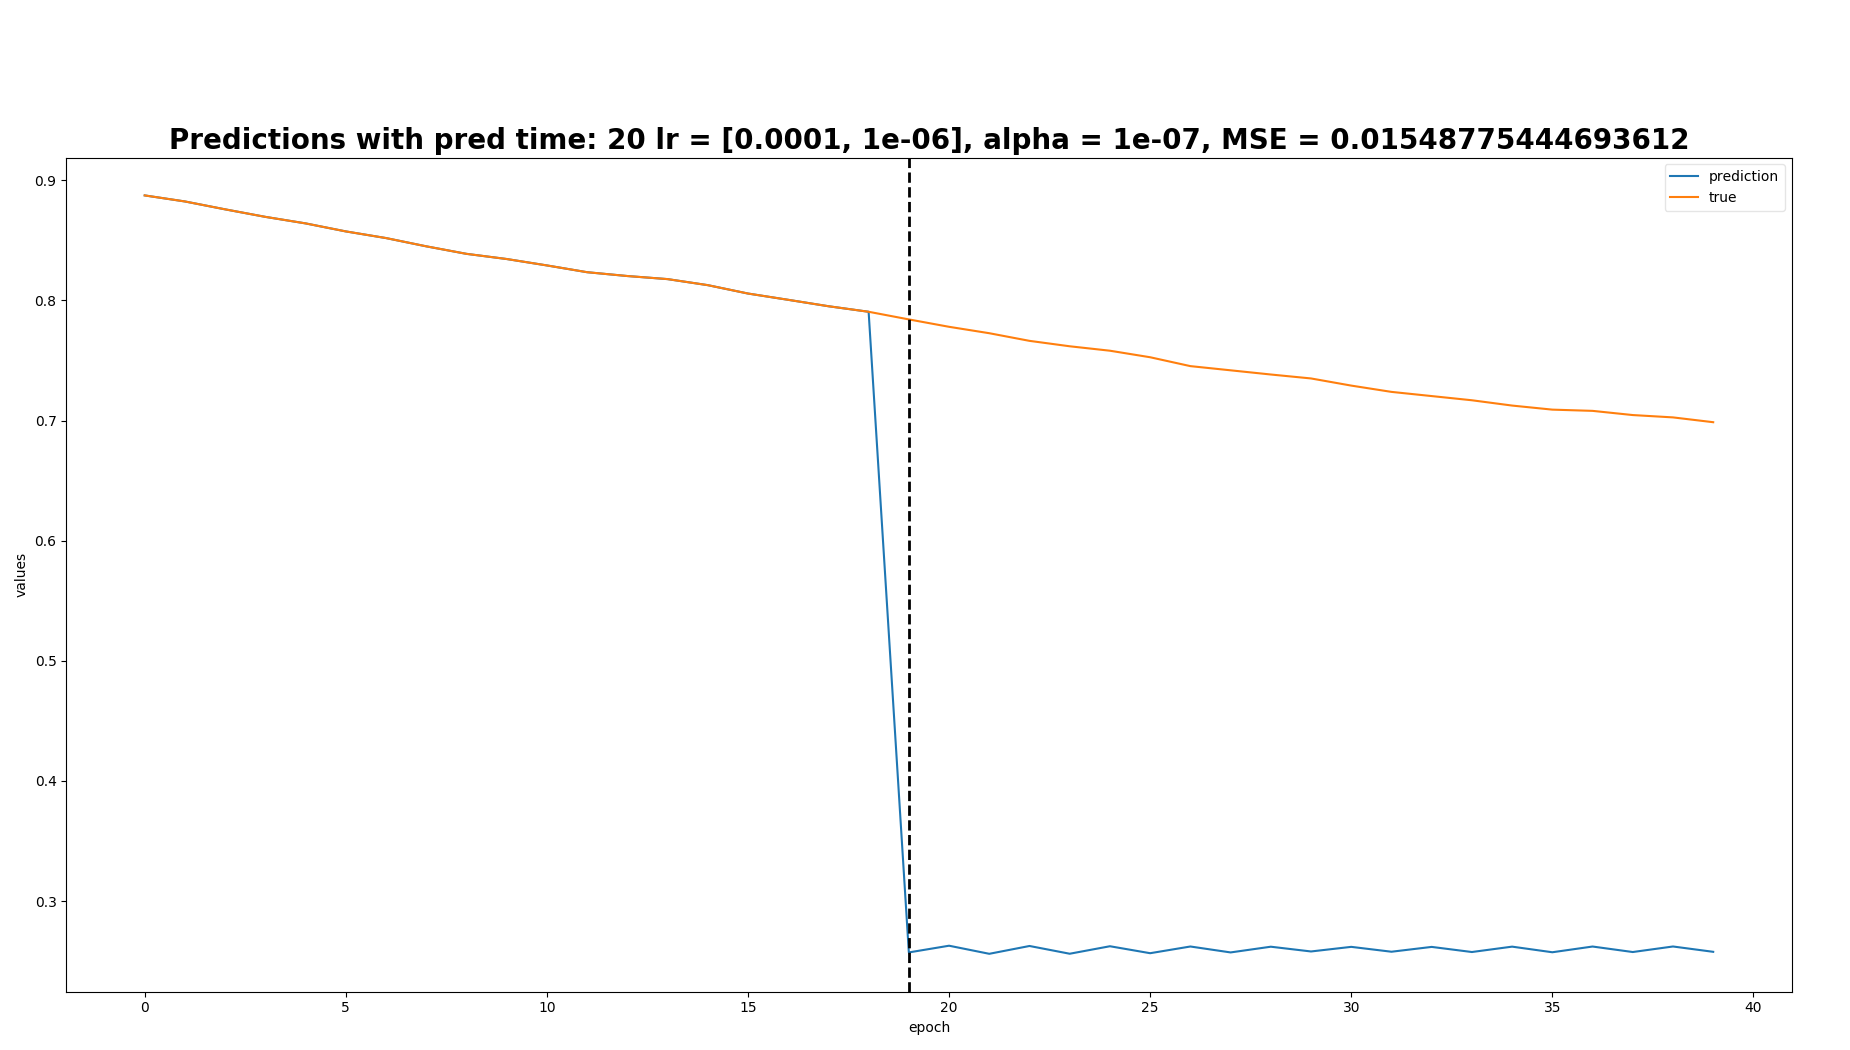 Predictions with pred time: 20 lr = [0.0001, 1e-06], alpha = 1e-07, MSE = 0.01548775444693612
prediction
true
0.9
0.8
0.7
0.6
0.5
0.4
0.3
values
0 5 10 15 20 25 30 35 40
epoch